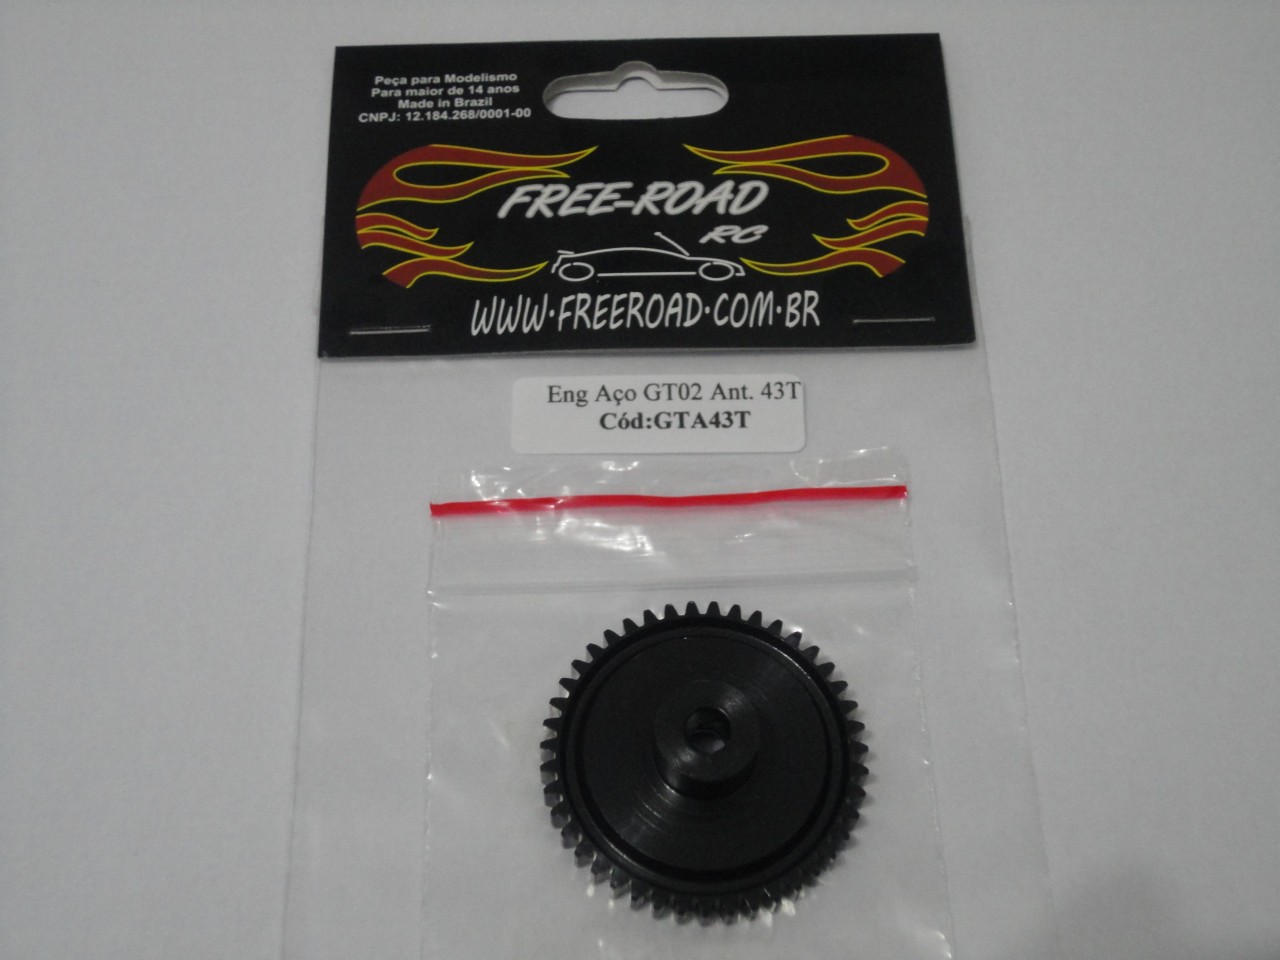 Peça para Modelismo
Para maior de 14 anos
Made in Brazil
CNPJ: 12.184.268/0001-00
FREE-ROAD
RC
WWW.FREEROAD.COM.BR
Eng Aço GT02 Ant. 43T
Cód:GTA43T